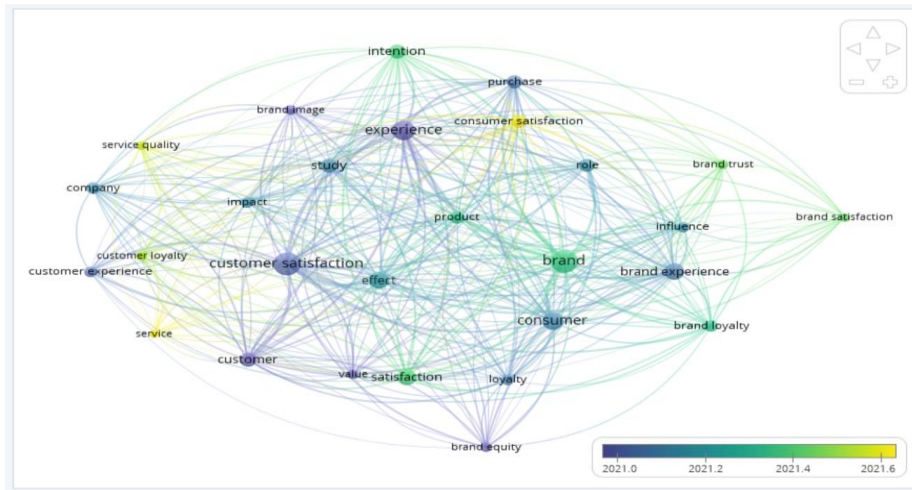 intention
purchase
brand image
consumer satisfaction
experience
service quality
study
role
brand trust
company
impact
product
brand satisfaction
influence
customer loyalty
customer satisfaction
brand
customer experience
brand experience
effect
consumer
brand loyalty
service
customer
value
satisfaction
loyalty
brand equity
2021.0 2021.2 2021.4 2021.6